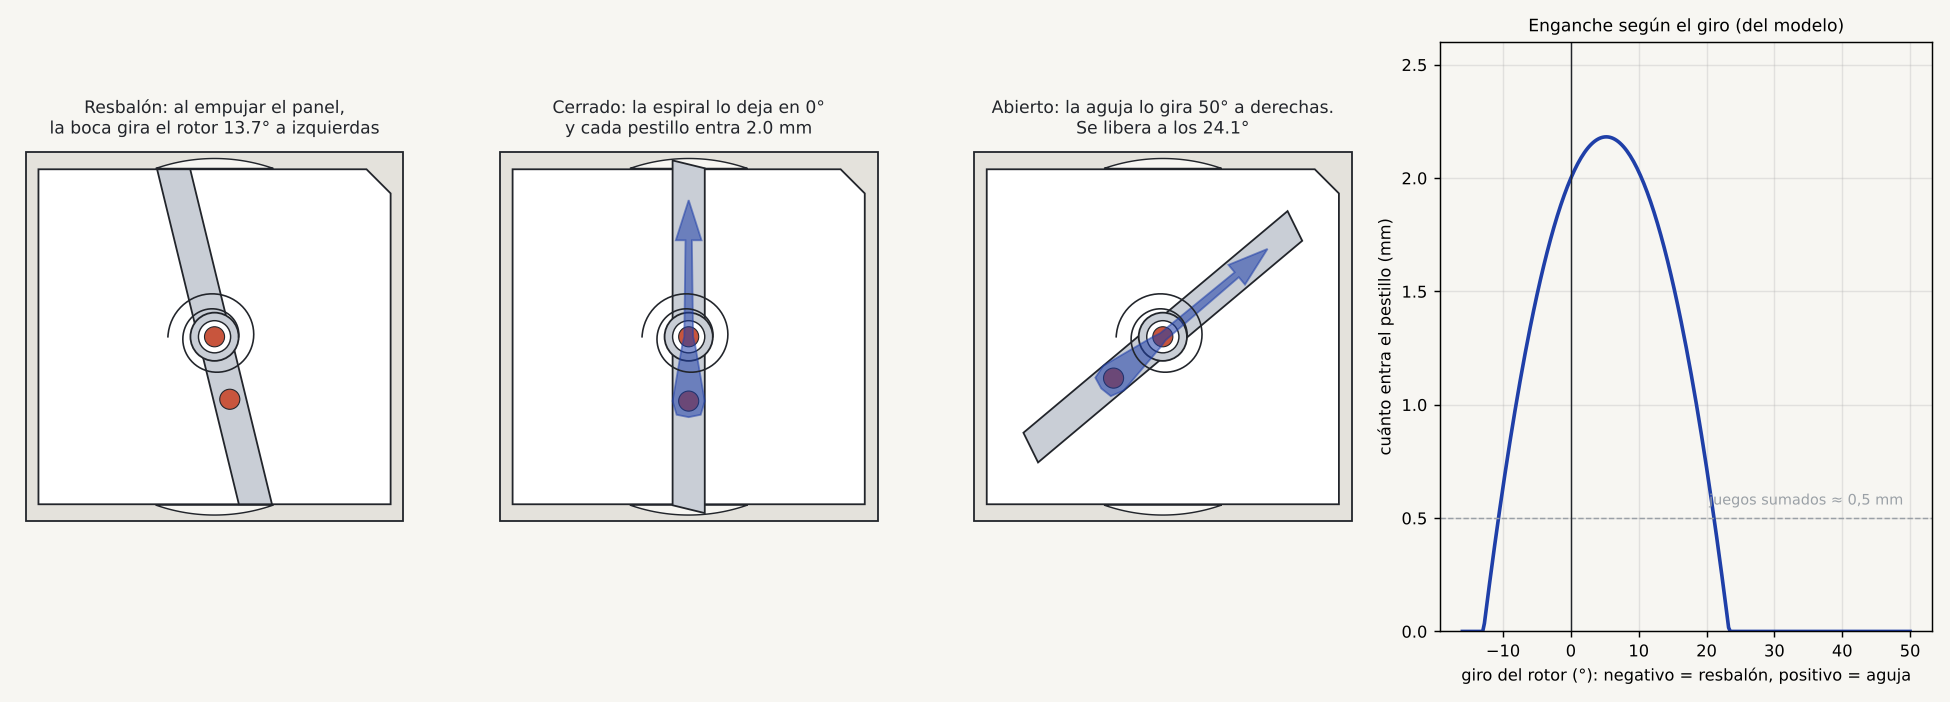 Resbalón: al empujar el panel,
la boca gira el rotor 13.7° a izquierdas
Cerrado: la espiral lo deja en 0°
y cada pestillo entra 2.0 mm
Abierto: la aguja lo gira 50° a derechas.
Se libera a los 24.1°
Enganche según el giro (del modelo)
cuánto entra el pestillo (mm)
2.5
2.0
1.5
1.0
0.5
0.0
juegos sumados ≈ 0,5 mm
−10 0 10 20 30 40 50
giro del rotor (°): negativo = resbalón, positivo = aguja